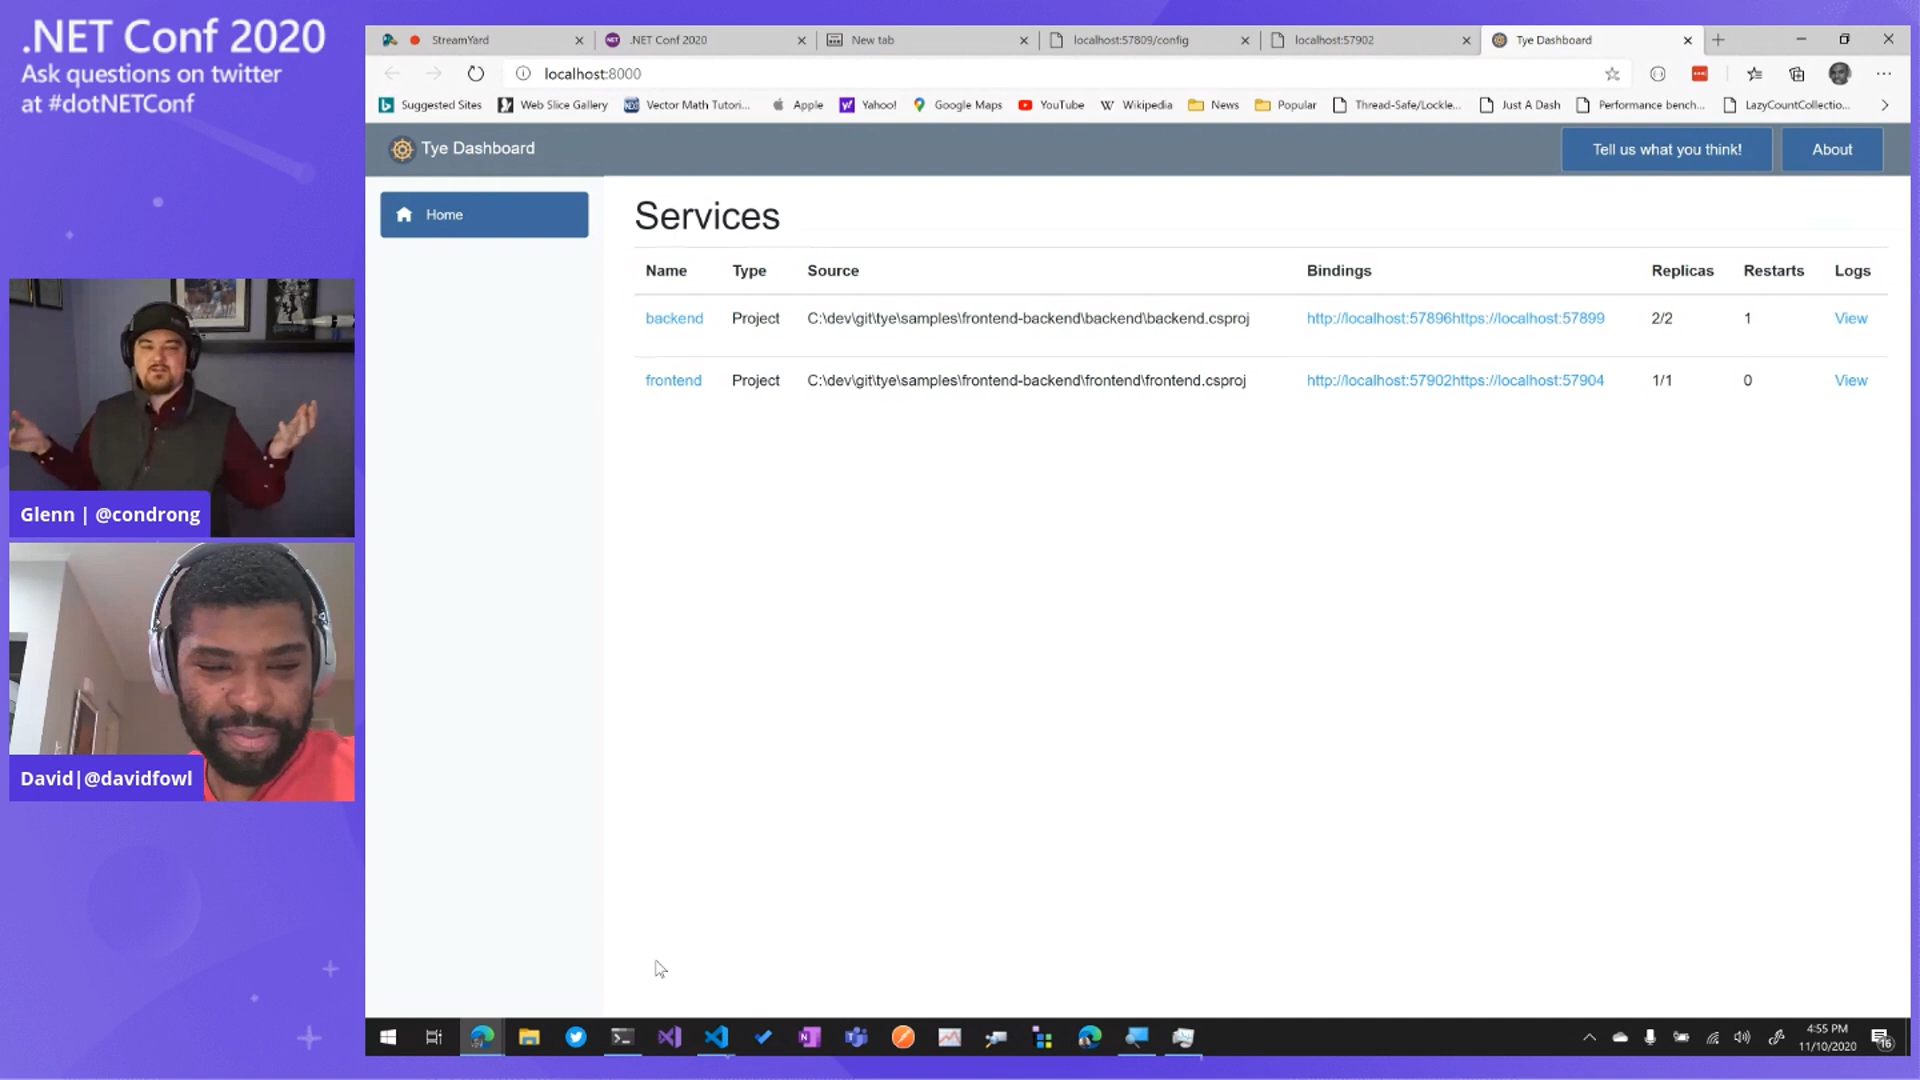 .NET Conf 2020
Ask questions on twitter
at #dotNETConf
Glenn | @condrong
David|@davidfowl
StreamYard
.NET Conf 2020
New tab
localhost:57809/config
localhost:57902
Tye Dashboard
localhost:8000
Suggested Sites
Web Slice Gallery
Vector Math Tutori...
Apple
Yahoo!
Google Maps
YouTube
Wikipedia
News
Popular
Thread-Safe/Lockle...
Just A Dash
Performance bench...
LazyCountCollectio...
Tye Dashboard
Tell us what you think!
About
Home
Services
Name Type Source Bindings Replicas Restarts Logs
backend Project C:\dev\git\tye\samples\frontend-backend\backend\backend.csproj http://localhost:57896https://localhost:57899 2/2 1 View
frontend Project C:\dev\git\tye\samples\frontend-backend\frontend\frontend.csproj http://localhost:57902https://localhost:57904 1/1 0 View
4:55 PM
11/10/2020
16